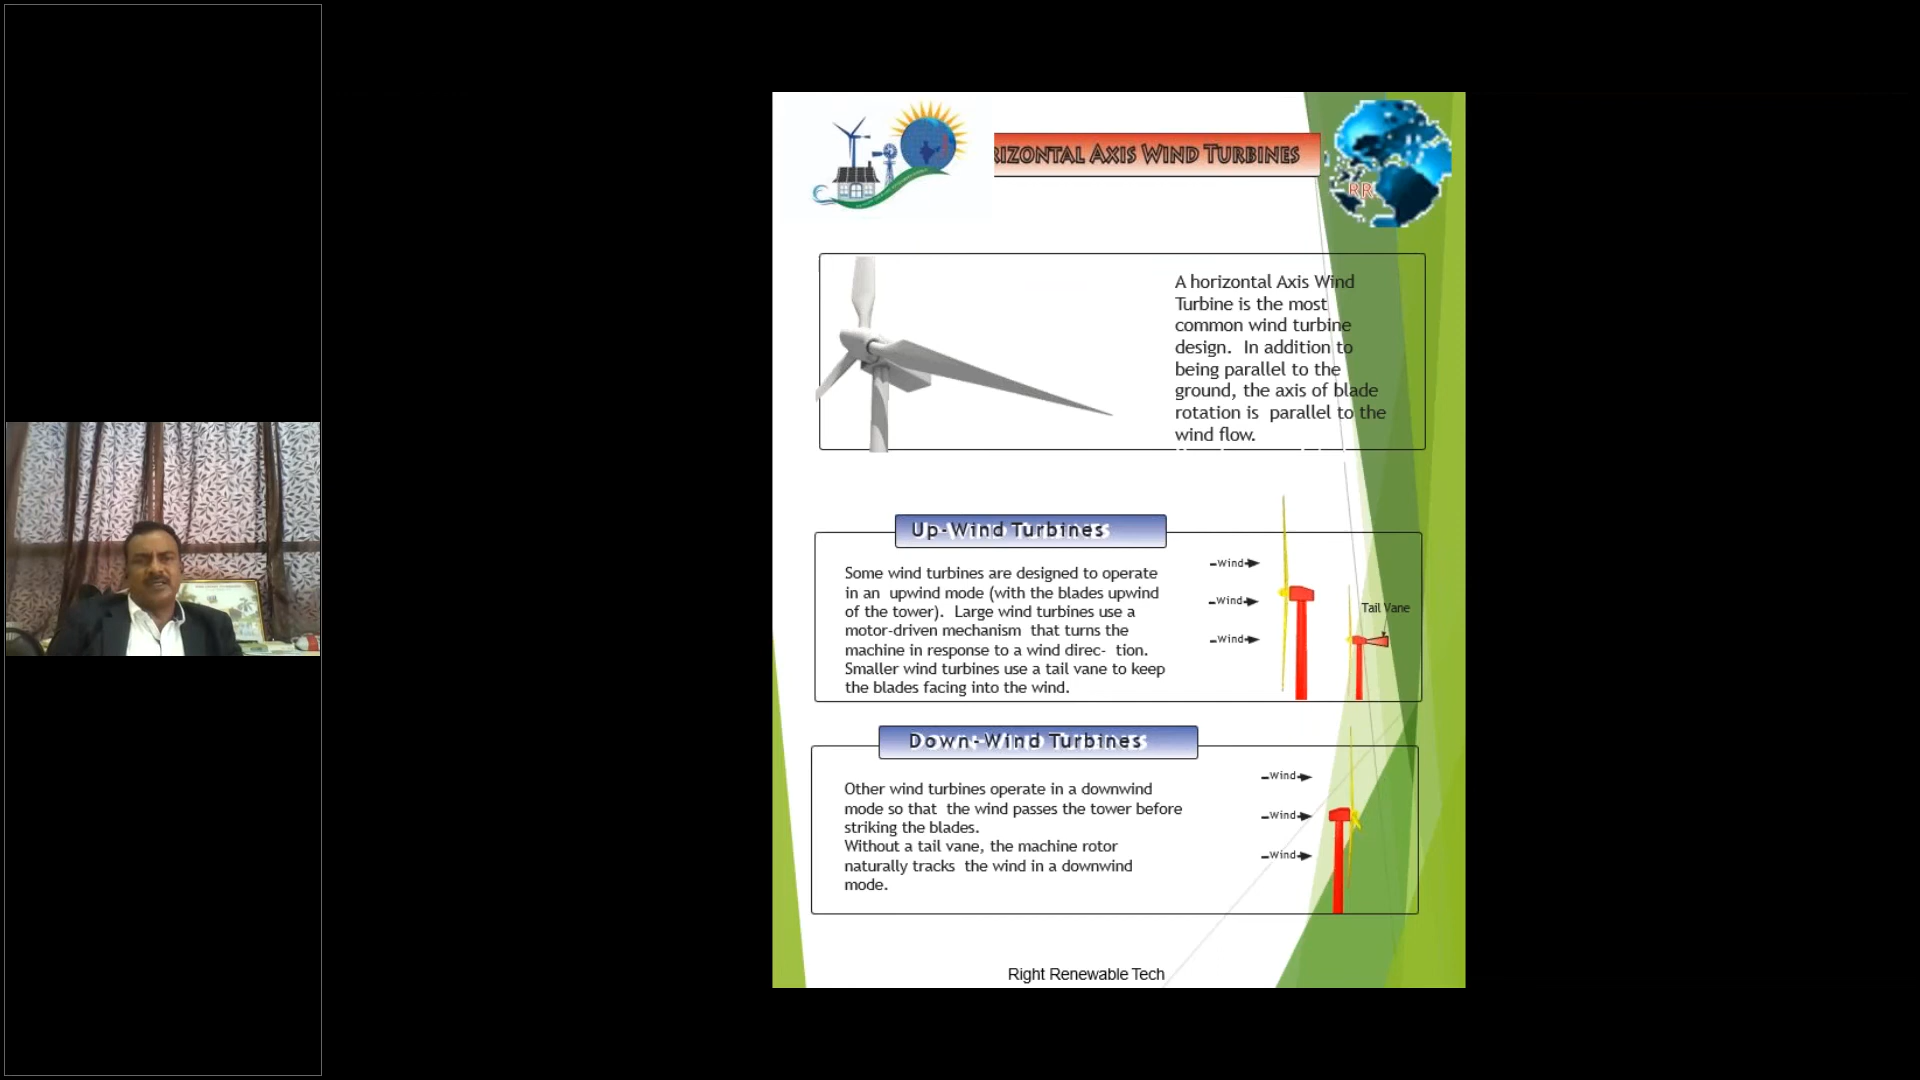 RIZONTAL AXIS WIND TURBINES
RR
A horizontal Axis Wind
Turbine is the most
common wind turbine
design. In addition to
being parallel to the
ground, the axis of blade
rotation is parallel to the
wind flow.
Up-Wind Turbines
Some wind turbines are designed to operate
in an upwind mode (with the blades upwind
of the tower). Large wind turbines use a
motor-driven mechanism that turns the
machine in response to a wind direc- tion.
Smaller wind turbines use a tail vane to keep
the blades facing into the wind.
Wind
Wind
Wind
Tail Vane
Down-Wind Turbines
Other wind turbines operate in a downwind
mode so that the wind passes the tower before
striking the blades.
Without a tail vane, the machine rotor
naturally tracks the wind in a downwind
mode.
Wind
Wind
Wind
Right Renewable Tech